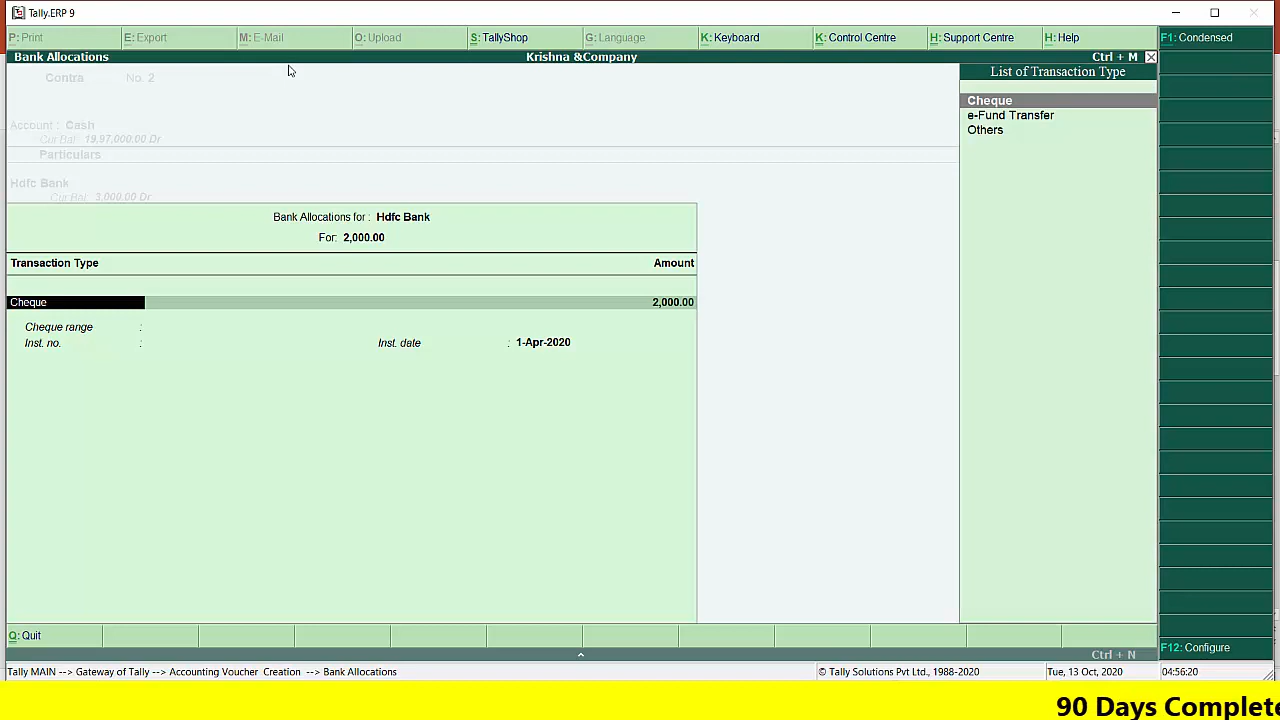 Tally.ERP 9
P: Print E: Export M: E-Mail O: Upload S: TallyShop G: Language K: Keyboard K: Control Centre H: Support Centre H: Help F1: Condensed
Bank Allocations Krishna &Company Ctrl + M
Contra No. 2
List of Transaction Type
Cheque
e-Fund Transfer
Others
Account : Cash
Cur Bal: 19,97,000.00 Dr
Particulars
Hdfc Bank
Cur Bal: 3,000.00 Dr
Bank Allocations for : Hdfc Bank
For: 2,000.00
Transaction Type Amount
Cheque 2,000.00
Cheque range :
Inst. no. : Inst. date : 1-Apr-2020
Q: Quit
F12: Configure
Ctrl + N
Tally MAIN --> Gateway of Tally --> Accounting Voucher Creation --> Bank Allocations © Tally Solutions Pvt Ltd., 1988-2020 Tue, 13 Oct, 2020 04:56:20
90 Days Complete